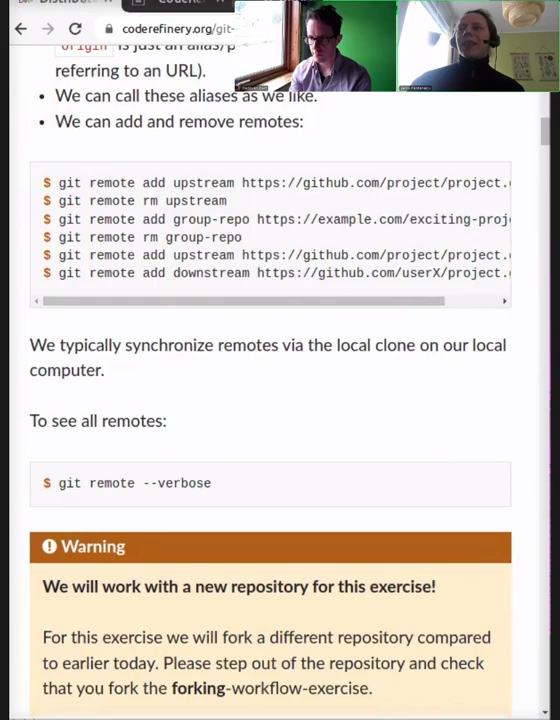 coderefinery.org/git-
origin is just an alias/
referring to an URL).
We can call these aliases as we like.
We can add and remove remotes:
$ git remote add upstream https://github.com/project/project.
$ git remote rm upstream
$ git remote add group-repo https://example.com/exciting-proj
$ git remote rm group-repo
$ git remote add upstream https://github.com/project/project.
$ git remote add downstream https://github.com/userX/project.
We typically synchronize remotes via the local clone on our local
computer.
To see all remotes:
$ git remote --verbose
Warning
We will work with a new repository for this exercise!
For this exercise we will fork a different repository compared
to earlier today. Please step out of the repository and check
that you fork the forking-workflow-exercise.